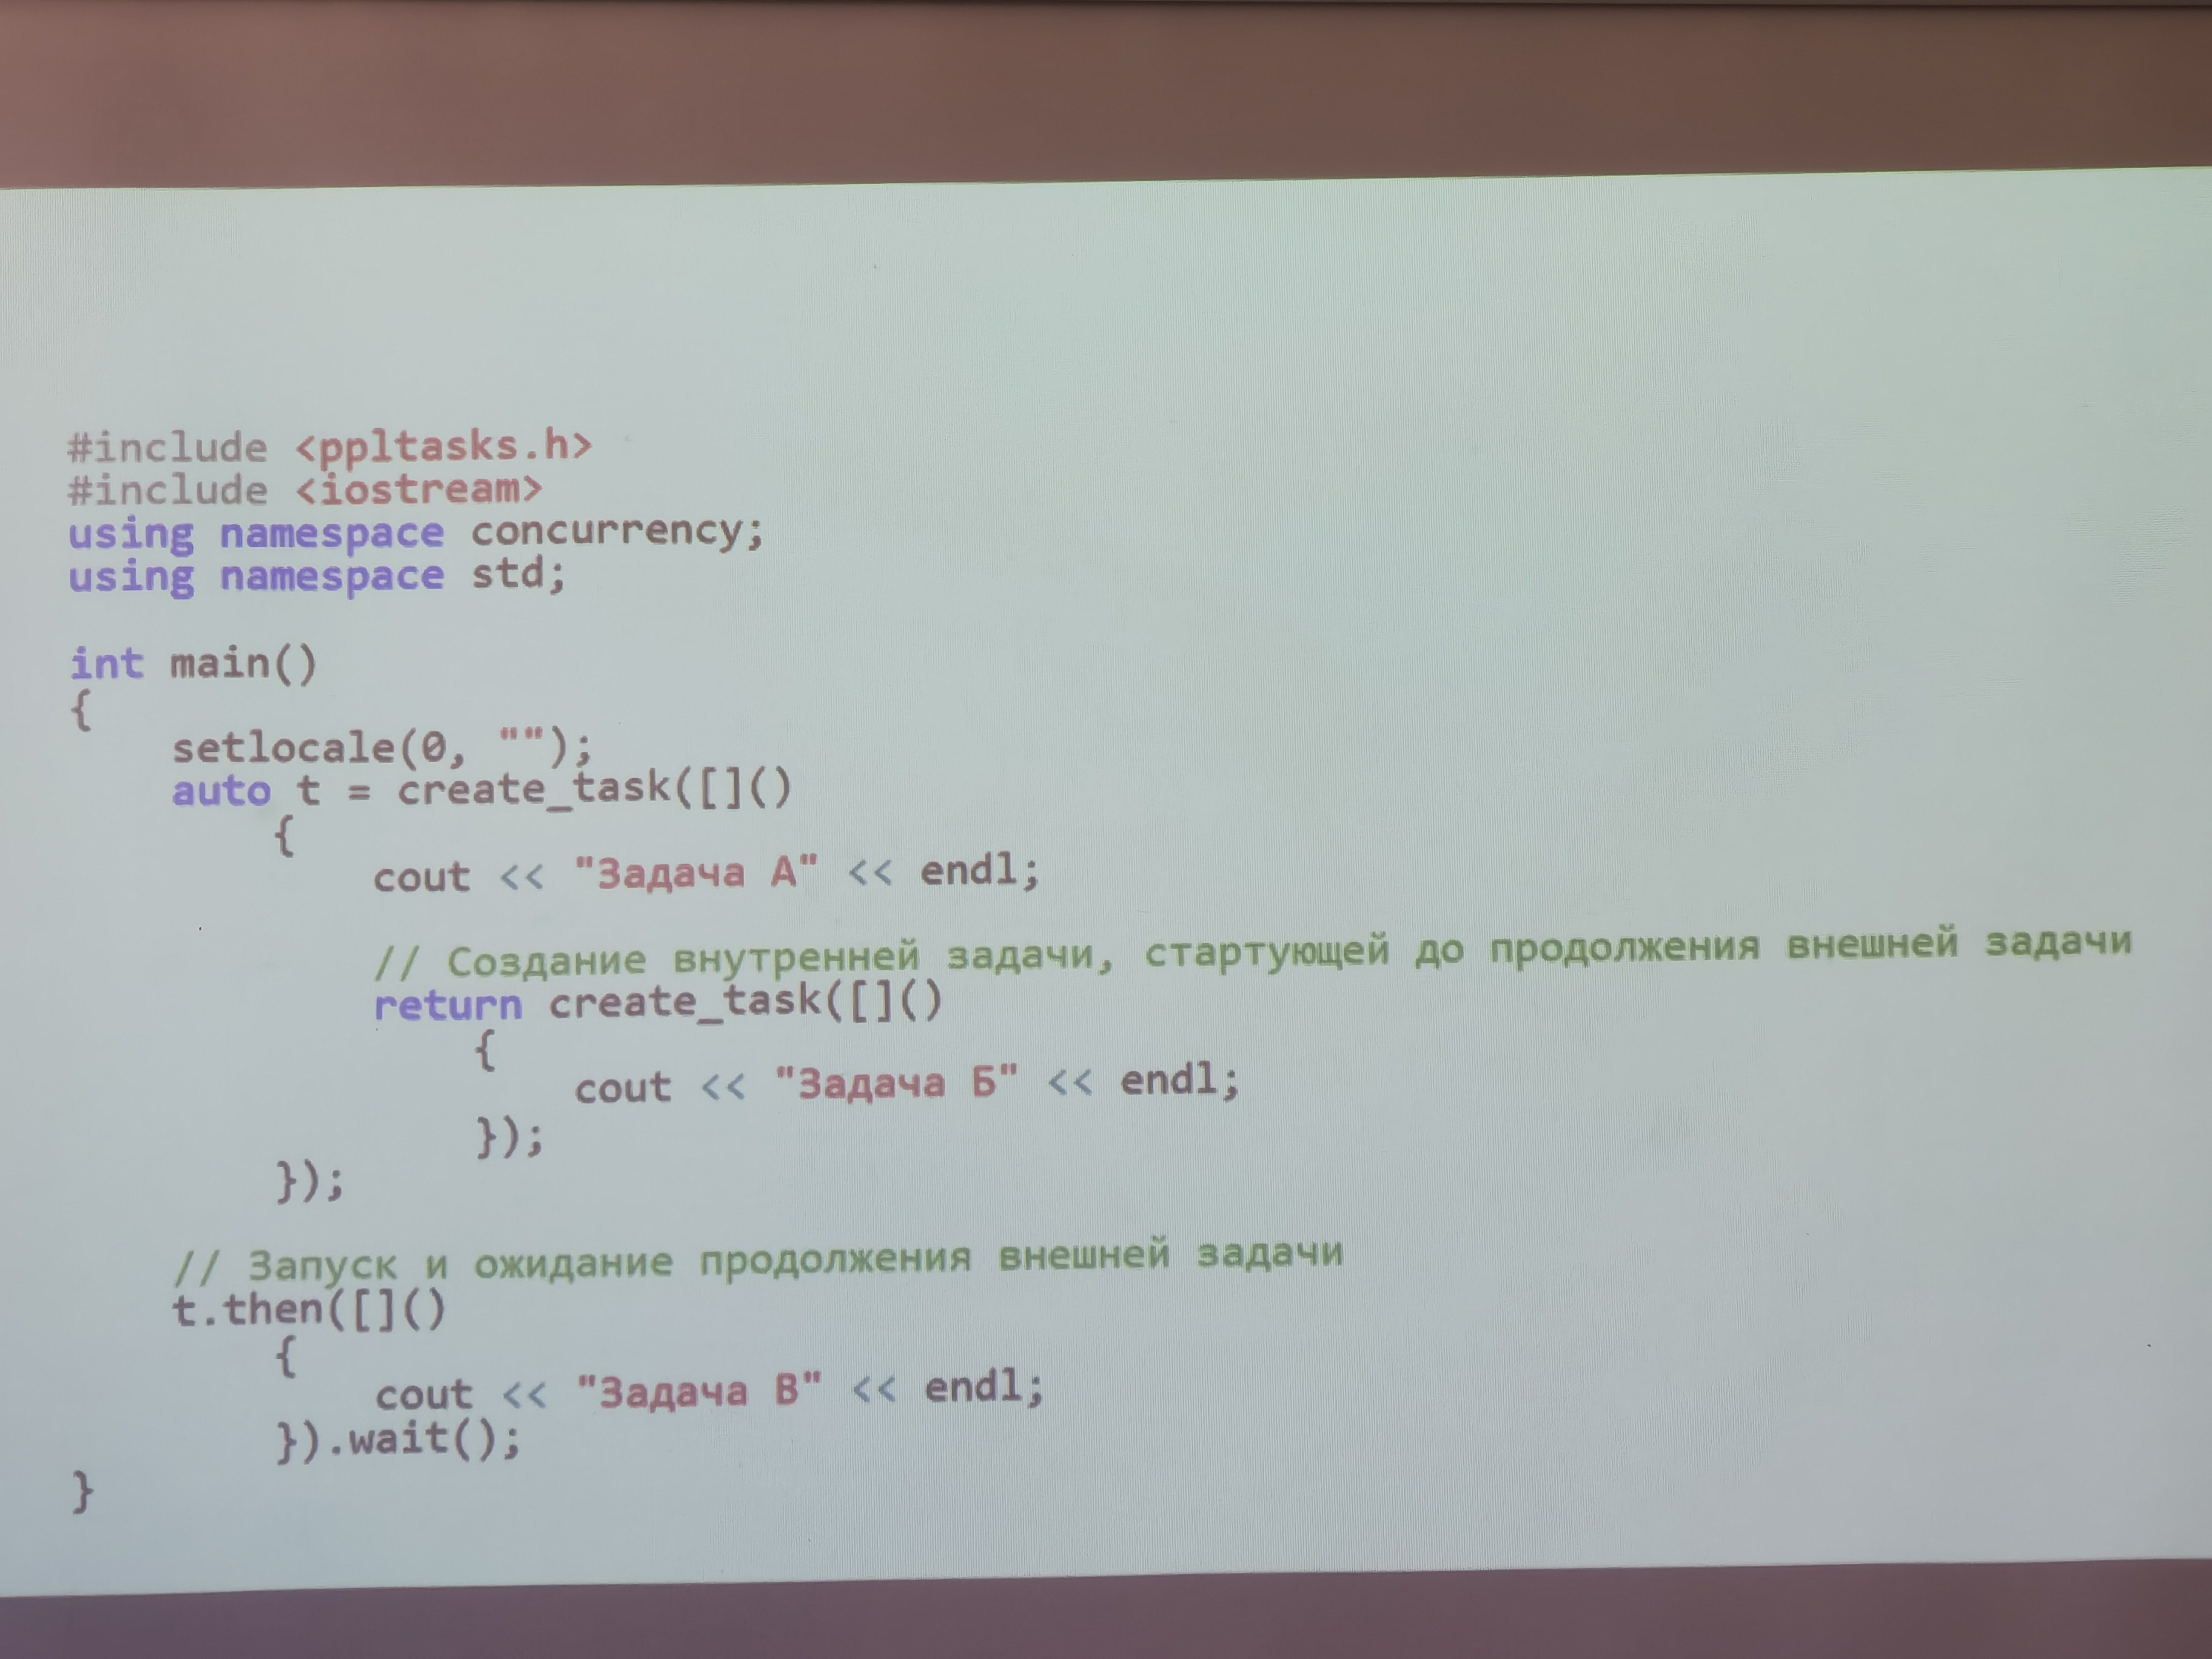 #include <ppltasks.h>
#include <iostream>
using namespace concurrency;
using namespace std;
int main()
{
setlocale(0, "");
auto t = create_task([]()
{
cout << "Задача А" << endl;
// Создание внутренней задачи, стартующей до продолжения внешней задачи
return create_task([]()
{
cout << "Задача Б" << endl;
});
});
// Запуск и ожидание продолжения внешней задачи
t.then([]()
{
cout << "Задача В" << endl;
}).wait();
}